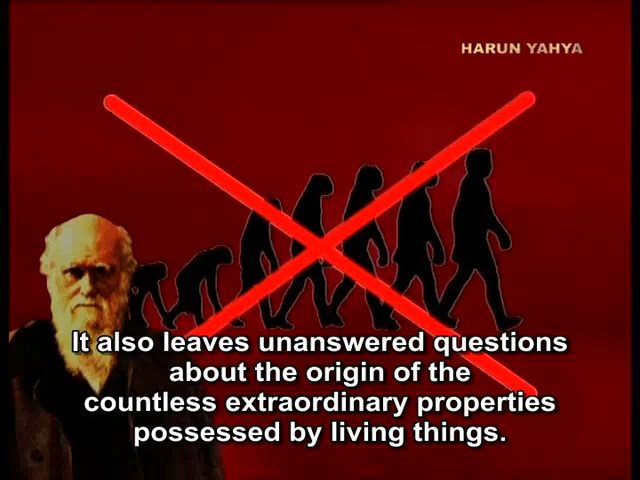 HARUN YAHYA
It also leaves unanswered questions
about the origin of the
countless extraordinary properties
possessed by living things.